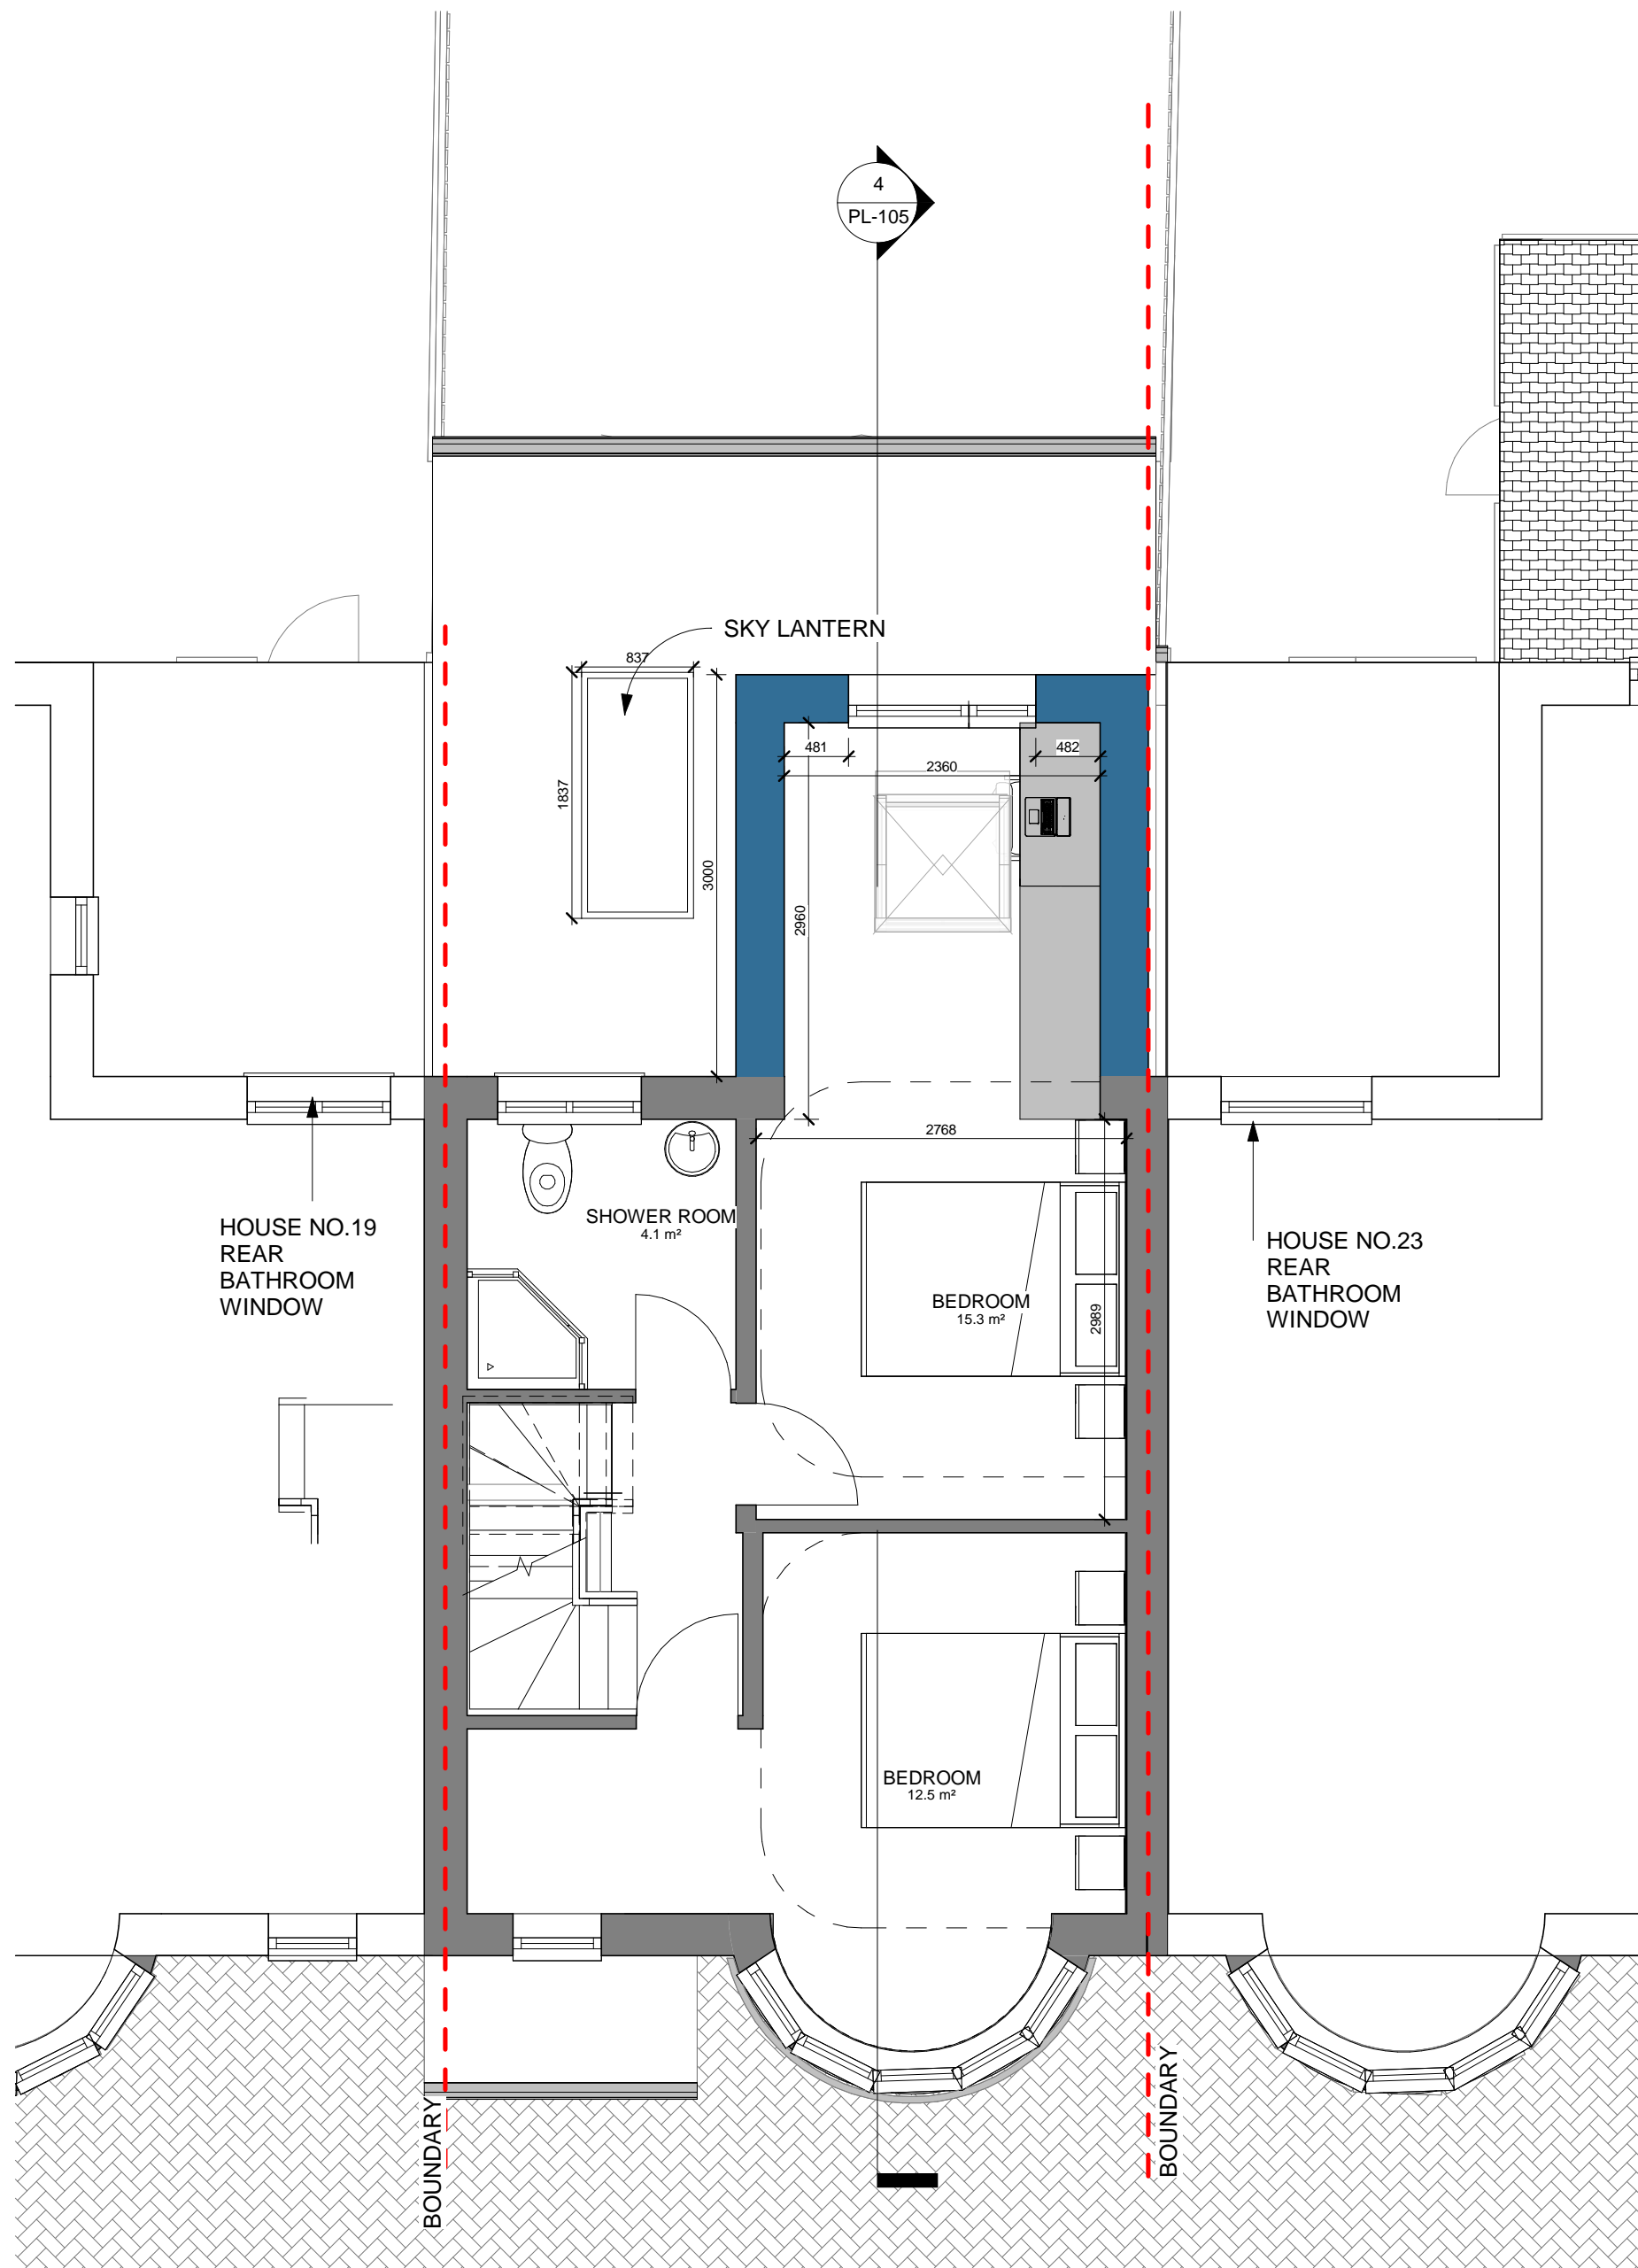 4
PL-105
SKY LANTERN
837
1837
3000
481
482
2360
2960
2768
SHOWER ROOM
4.1 m²
HOUSE NO.19
REAR
BATHROOM
WINDOW
HOUSE NO.23
REAR
BATHROOM
WINDOW
BEDROOM
15.3 m²
2989
BEDROOM
12.5 m²
BOUNDARY
BOUNDARY